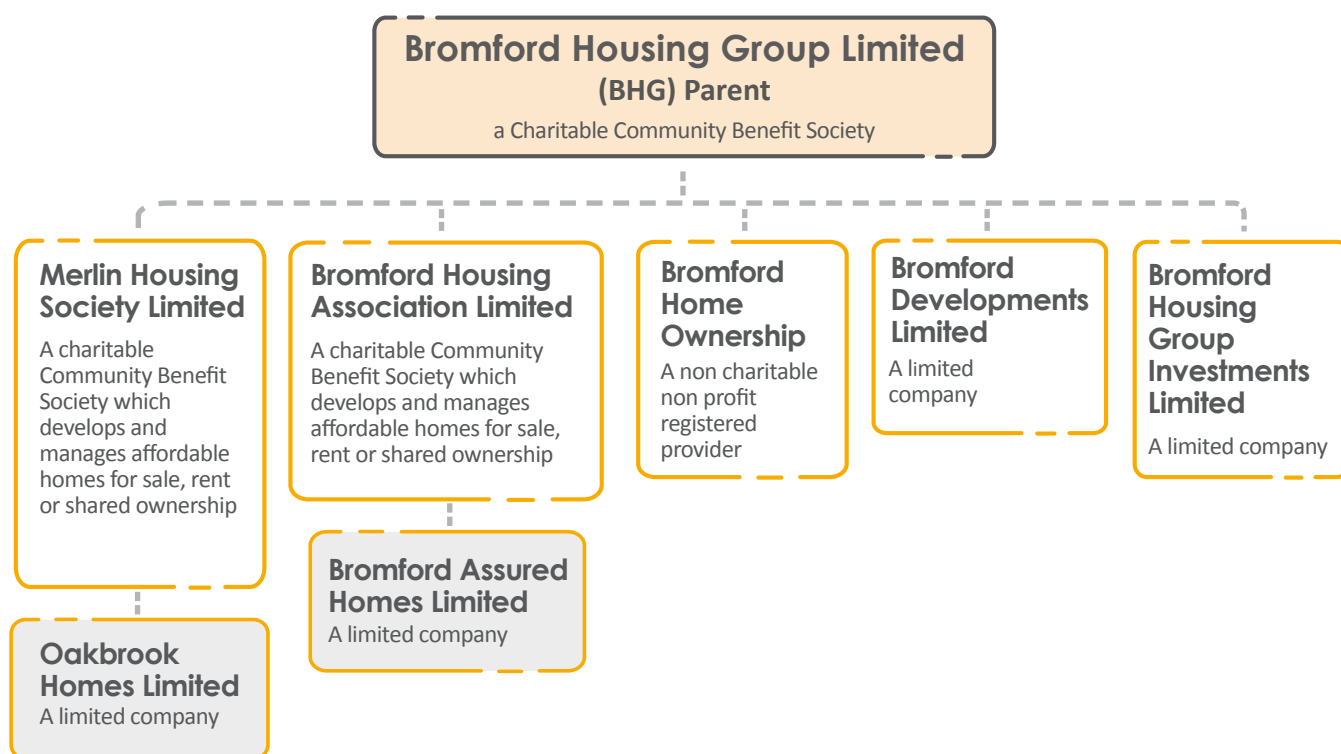 Bromford Housing Group Limited
(BHG) Parent
a Charitable Community Benefit Society
Merlin Housing
Society Limited
A charitable
Community Benefit
Society which
develops and
manages affordable
homes for sale, rent
or shared ownership
Bromford Housing
Association Limited
A charitable Community
Benefit Society which
develops and manages
affordable homes for sale,
rent or shared ownership
Bromford
Home
Ownership
A non charitable
non profit
registered
provider
Bromford
Developments
Limited
A limited
company
Bromford
Housing
Group
Investments
Limited
A limited company
Oakbrook
Homes Limited
A limited company
Bromford Assured
Homes Limited
A limited company